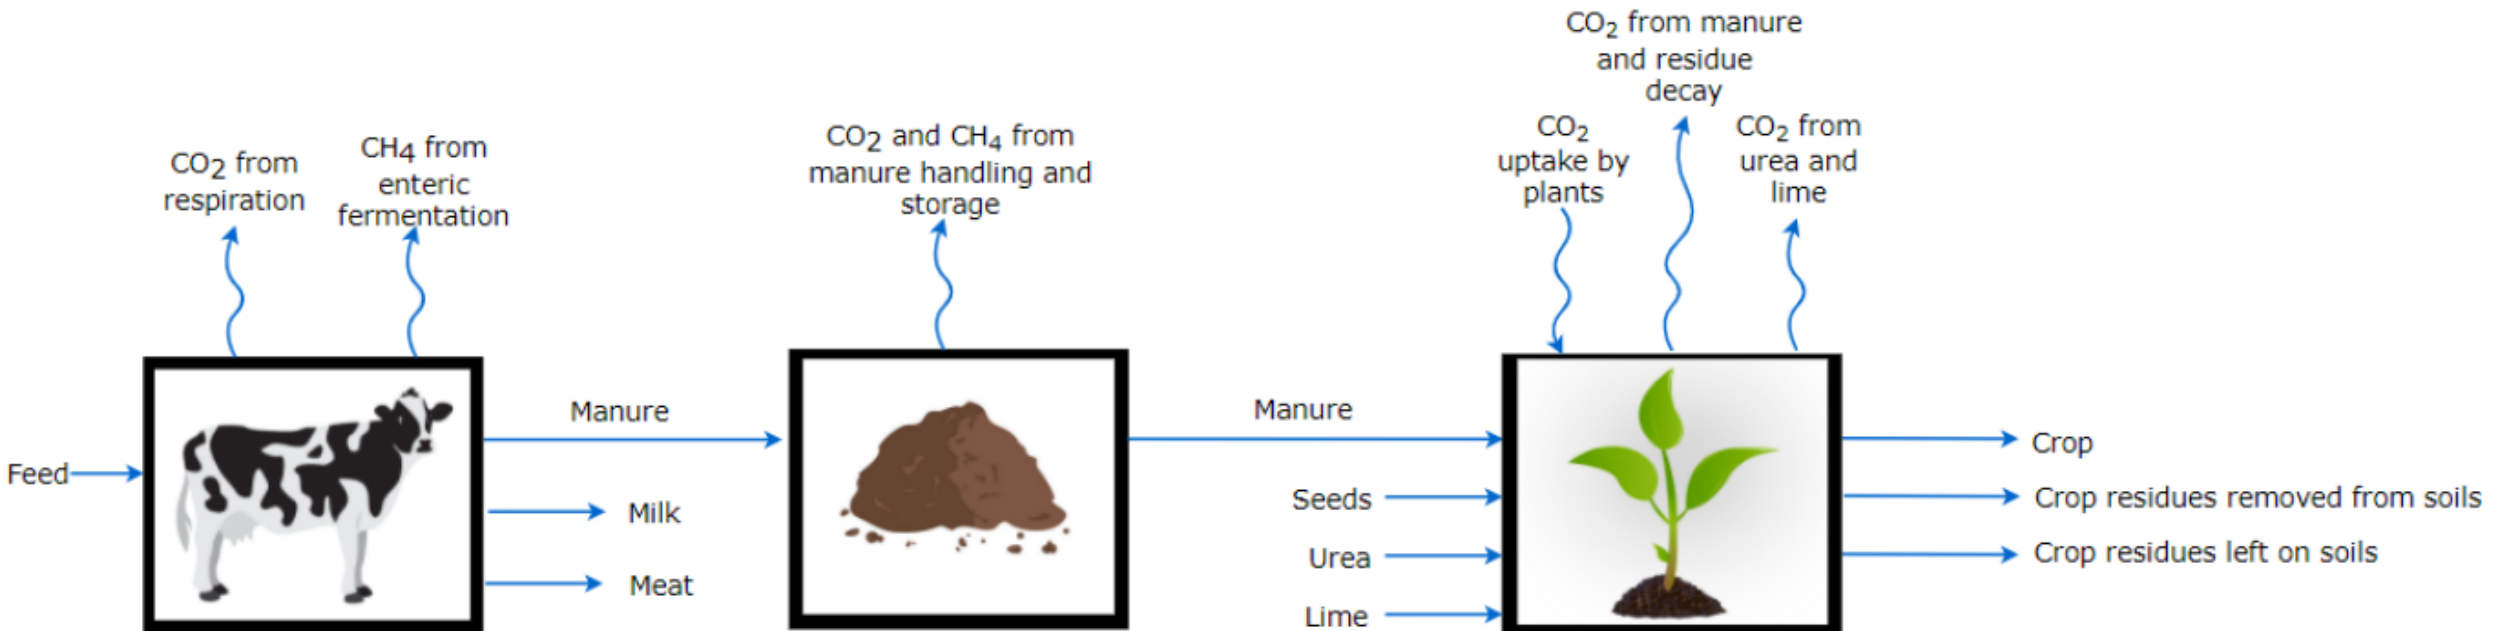 CO2 from
respiration
CH4 from
enteric
fermentation
CO2 and CH4 from
manure handling and
storage
CO2
uptake by
plants
CO2 from manure
and residue
decay
CO2 from
urea and
lime
Feed
Manure
Milk
Meat
Manure
Seeds
Urea
Lime
Crop
Crop residues removed from soils
Crop residues left on soils